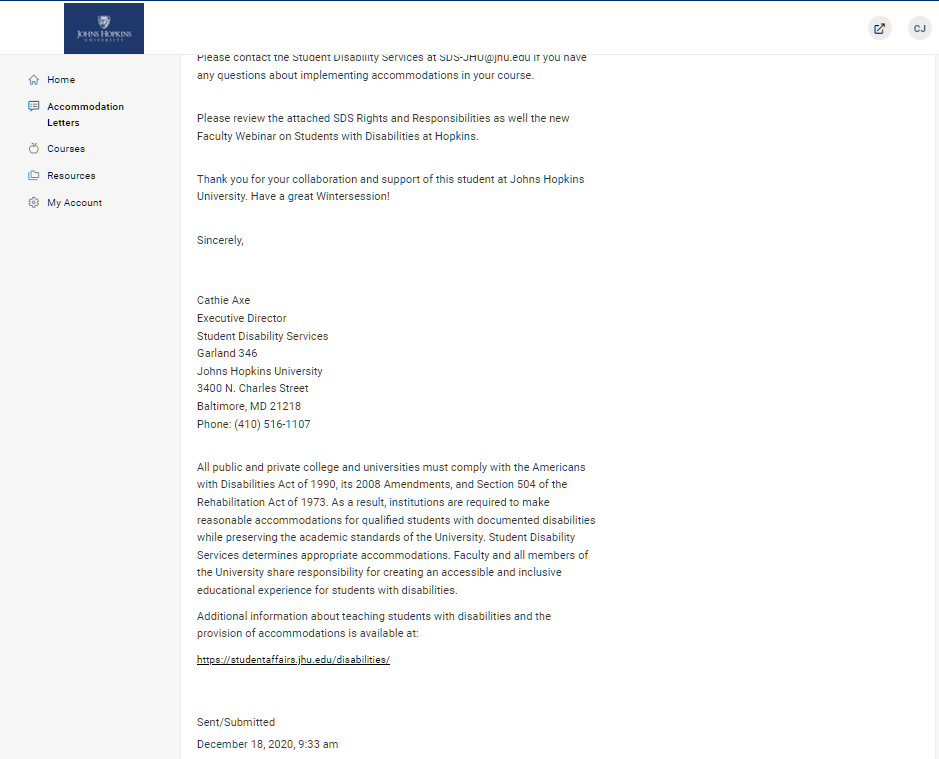 JOHNS HOPKINS
UNIVERSITY
CJ
Home
Accommodation
Letters
Courses
Resources
My Account
Please contact the Student Disability Services at SDS-JHU@jhu.edu if you have
any questions about implementing accommodations in your course.
Please review the attached SDS Rights and Responsibilities as well the new
Faculty Webinar on Students with Disabilities at Hopkins.
Thank you for your collaboration and support of this student at Johns Hopkins
University. Have a great Wintersession!
Sincerely,
Cathie Axe
Executive Director
Student Disability Services
Garland 346
Johns Hopkins University
3400 N. Charles Street
Baltimore, MD 21218
Phone: (410) 516-1107
All public and private college and universities must comply with the Americans
with Disabilities Act of 1990, its 2008 Amendments, and Section 504 of the
Rehabilitation Act of 1973. As a result, institutions are required to make
reasonable accommodations for qualified students with documented disabilities
while preserving the academic standards of the University. Student Disability
Services determines appropriate accommodations. Faculty and all members of
the University share responsibility for creating an accessible and inclusive
educational experience for students with disabilities.
Additional information about teaching students with disabilities and the
provision of accommodations is available at:
https://studentaffairs.jhu.edu/disabilities/
Sent/Submitted
December 18, 2020, 9:33 am